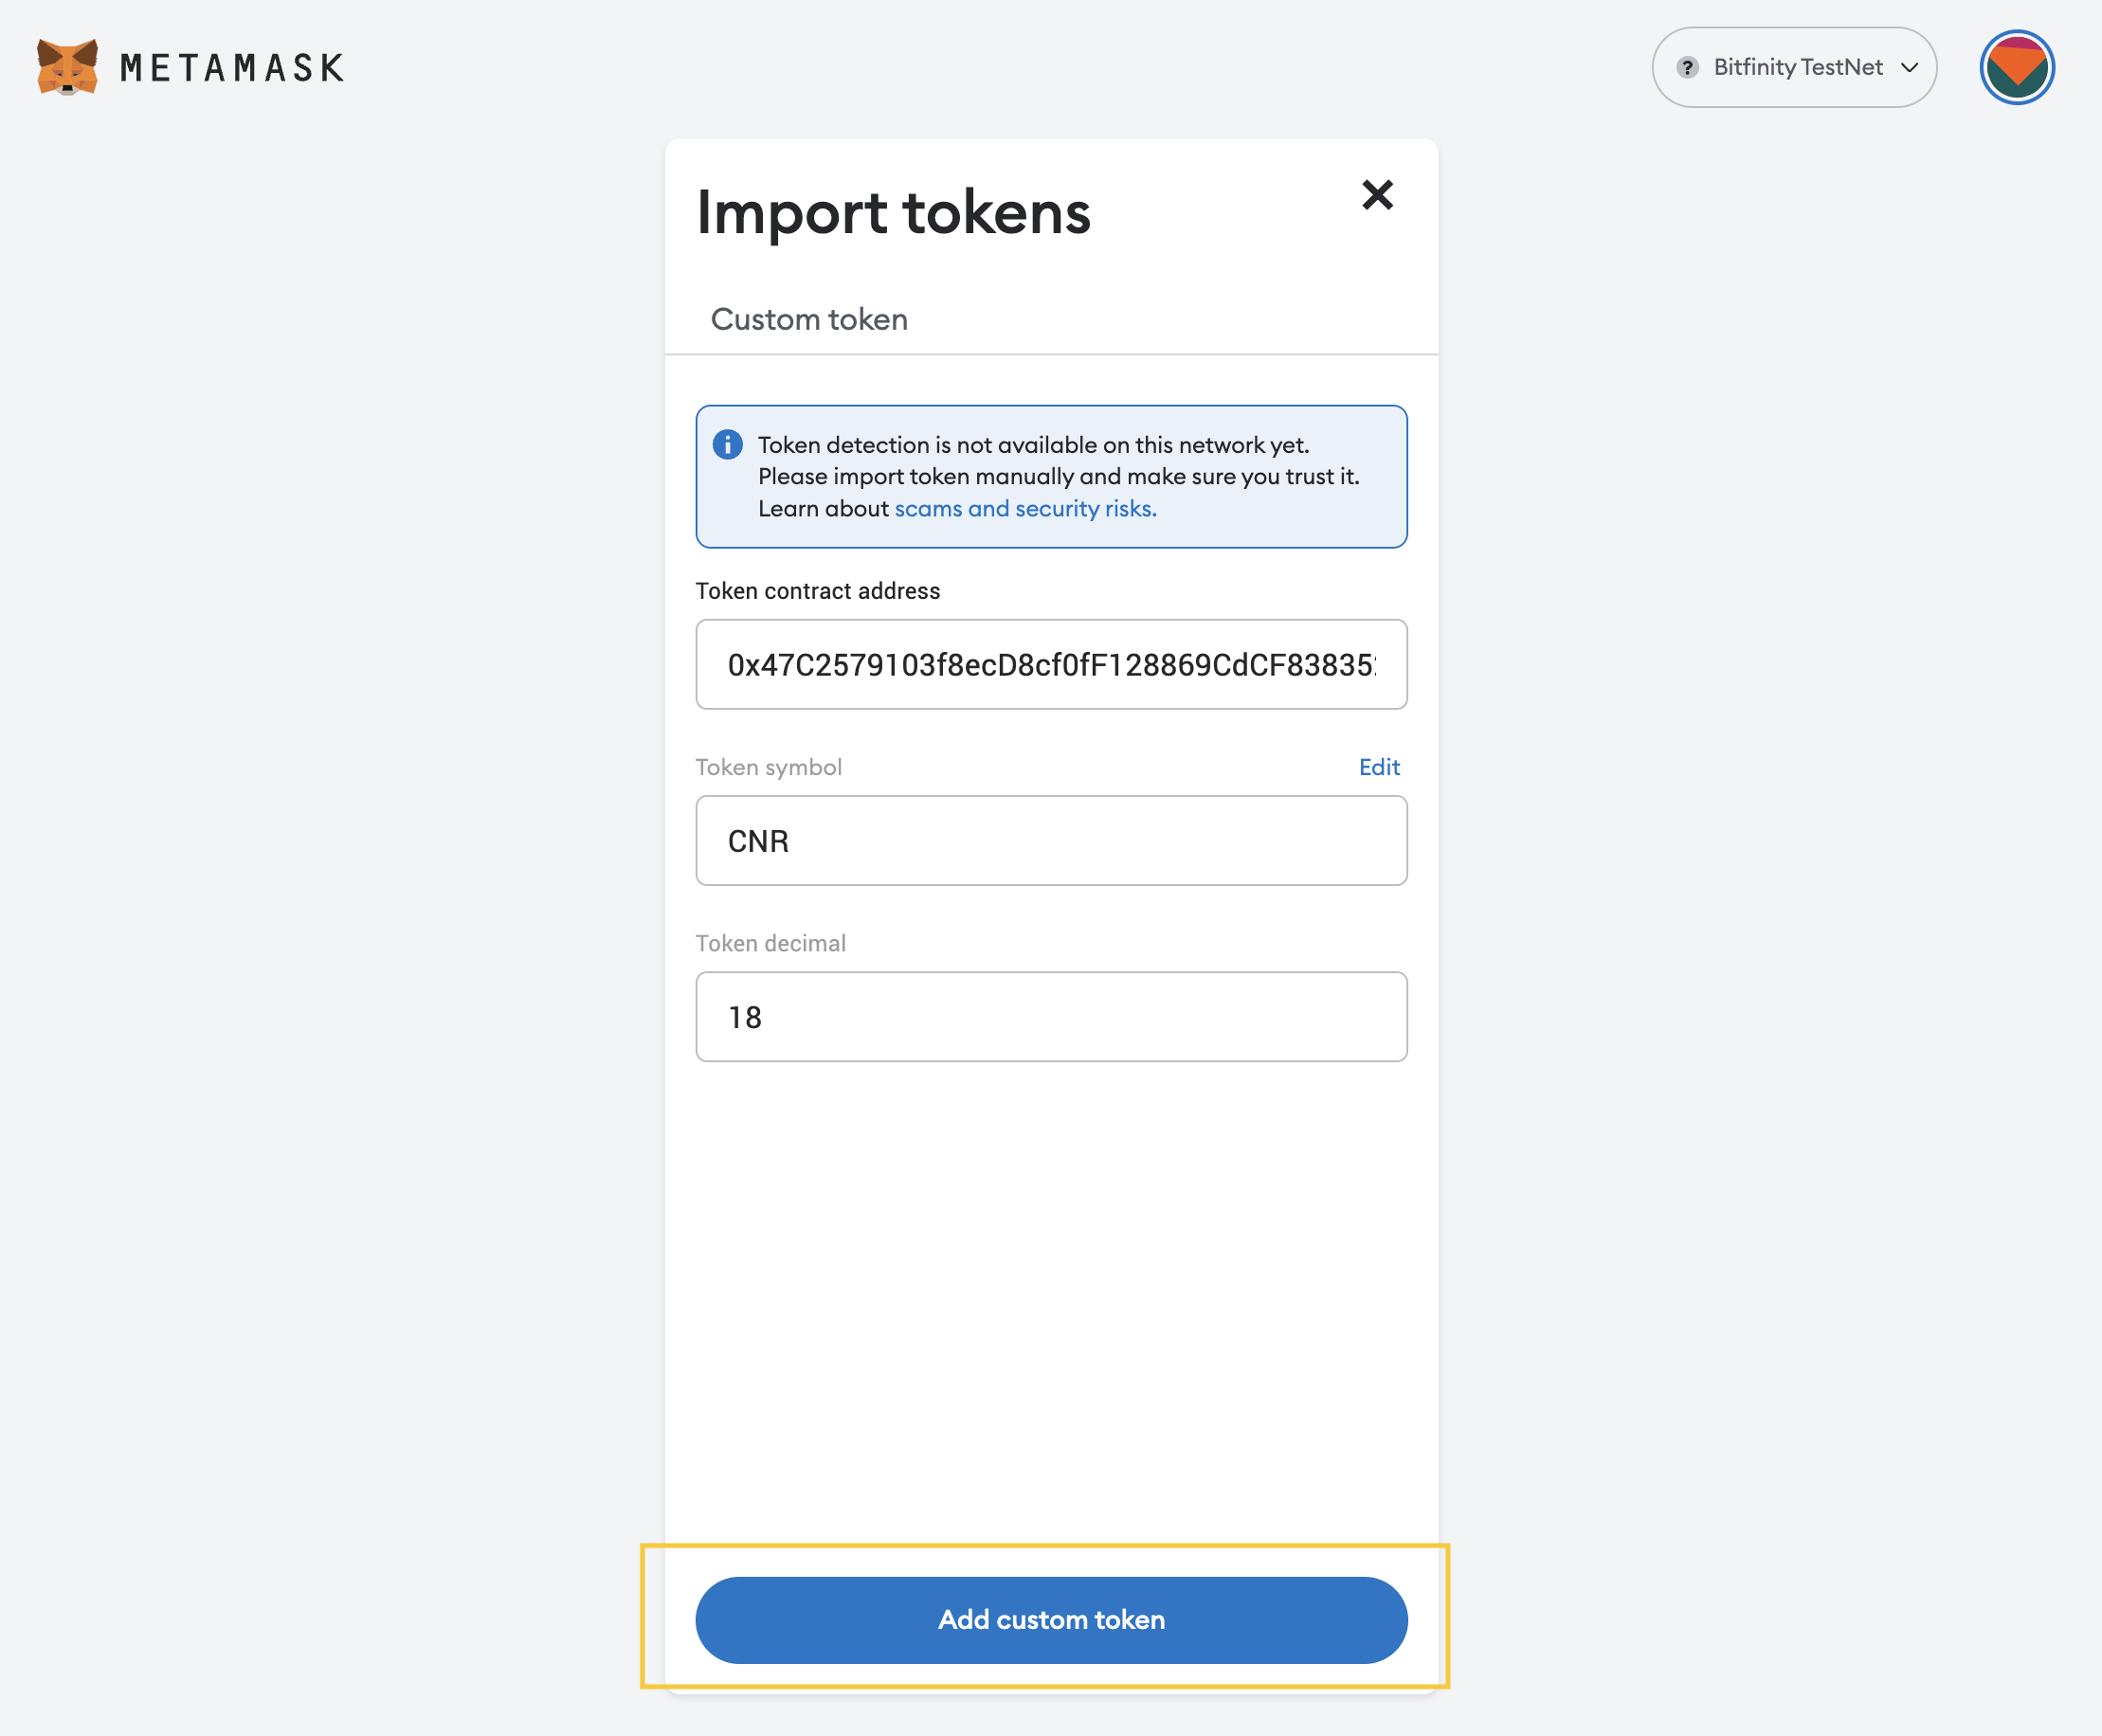 METAMASK
Bitfinity TestNet
Import tokens
Custom token
Token detection is not available on this network yet.
Please import token manually and make sure you trust it.
Learn about scams and security risks.
Token contract address
0x47C2579103f8ecD8cf0fF128869CdCF83835
Token symbol
Edit
CNR
Token decimal
18
Add custom token